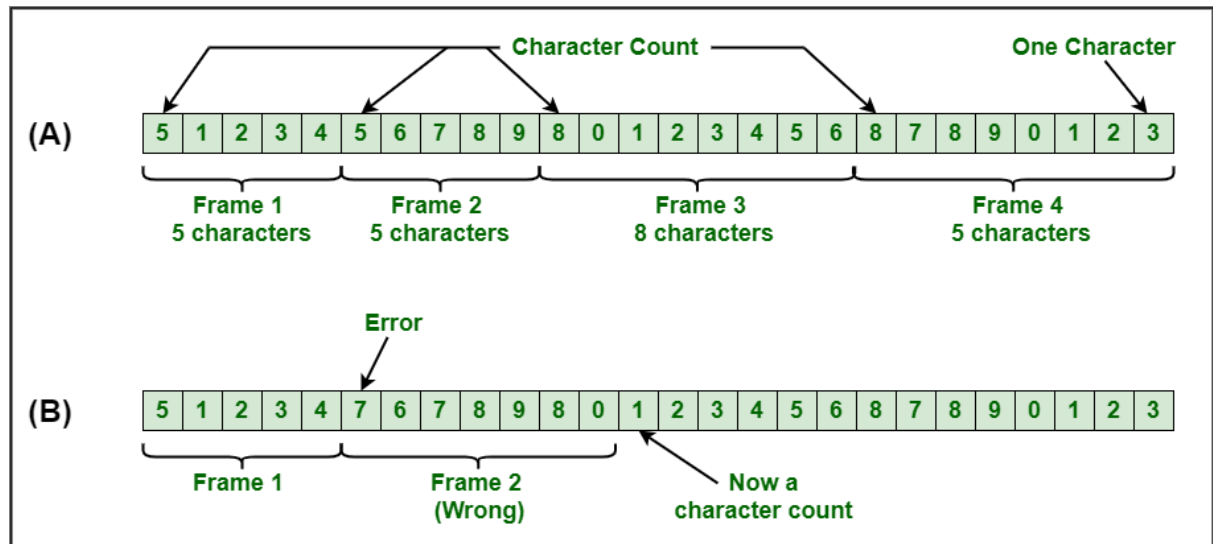 Character Count
One Character
(A)
5 1 2 3 4 5 6 7 8 9 8 0 1 2 3 4 5 6 8 7 8 9 0 1 2 3
Frame 1
5 characters
Frame 2
5 characters
Frame 3
8 characters
Frame 4
5 characters
Error
(B)
5 1 2 3 4 7 6 7 8 9 8 0 1 2 3 4 5 6 8 7 8 9 0 1 2 3
Frame 1
Frame 2
(Wrong)
Now a
character count